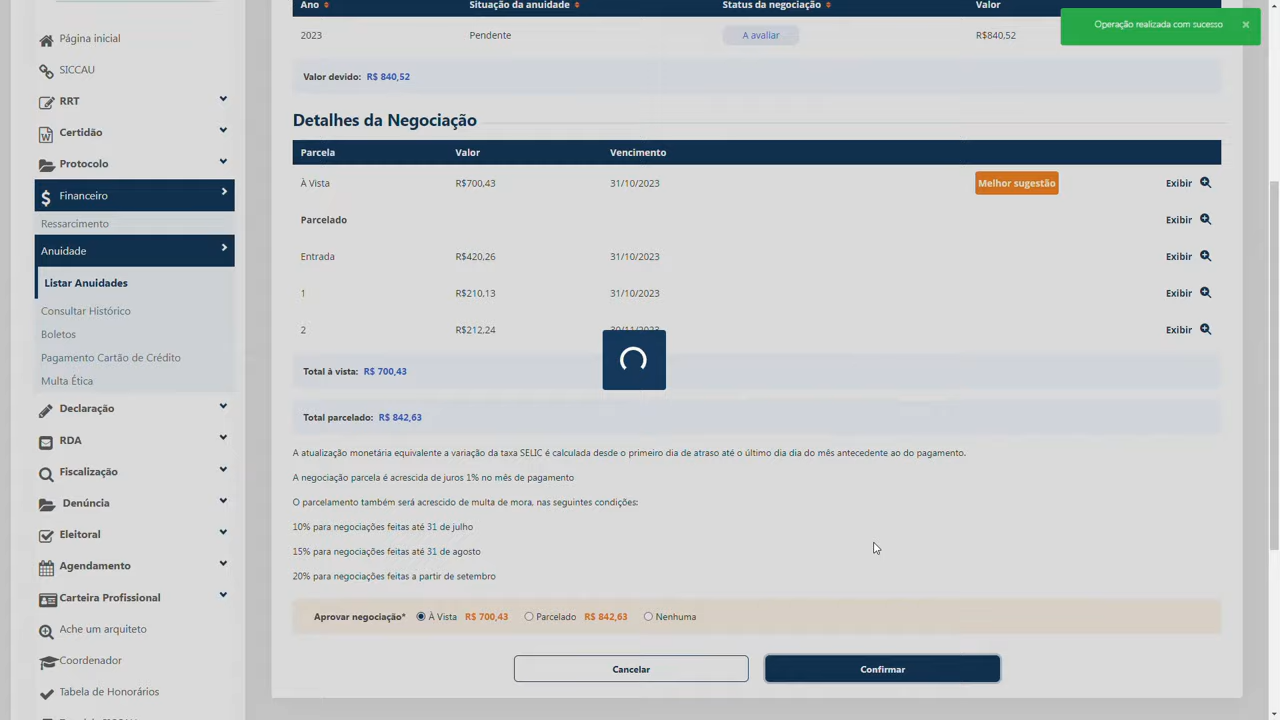 Ano Situação da anuidade Status da negociação Valor
Operação realizada com sucesso ×
2023 Pendente A avaliar R$840,52
Valor devido: R$ 840,52
Detalhes da Negociação
Parcela Valor Vencimento
À Vista R$700,43 31/10/2023 Melhor sugestão Exibir
Parcelado Exibir
Entrada R$420,26 31/10/2023 Exibir
1 R$210,13 31/10/2023 Exibir
2 R$212,24 30/11/2023 Exibir
Total à vista: R$ 700,43
Total parcelado: R$ 842,63
A atualização monetária equivalente a variação da taxa SELIC é calculada desde o primeiro dia de atraso até o último dia dia do mês antecedente ao do pagamento.
A negociação parcela é acrescida de juros 1% no mês de pagamento
O parcelamento também será acrescido de multa de mora, nas seguintes condições:
10% para negociações feitas até 31 de julho
15% para negociações feitas até 31 de agosto
20% para negociações feitas a partir de setembro
Aprovar negociação* À Vista R$ 700,43 Parcelado R$ 842,63 Nenhuma
Cancelar Confirmar
Página inicial
SICCAU
RRT
Certidão
Protocolo
Financeiro
Ressarcimento
Anuidade
Listar Anuidades
Consultar Histórico
Boletos
Pagamento Cartão de Crédito
Multa Ética
Declaração
RDA
Fiscalização
Denúncia
Eleitoral
Agendamento
Carteira Profissional
Ache um arquiteto
Coordenador
Tabela de Honorários